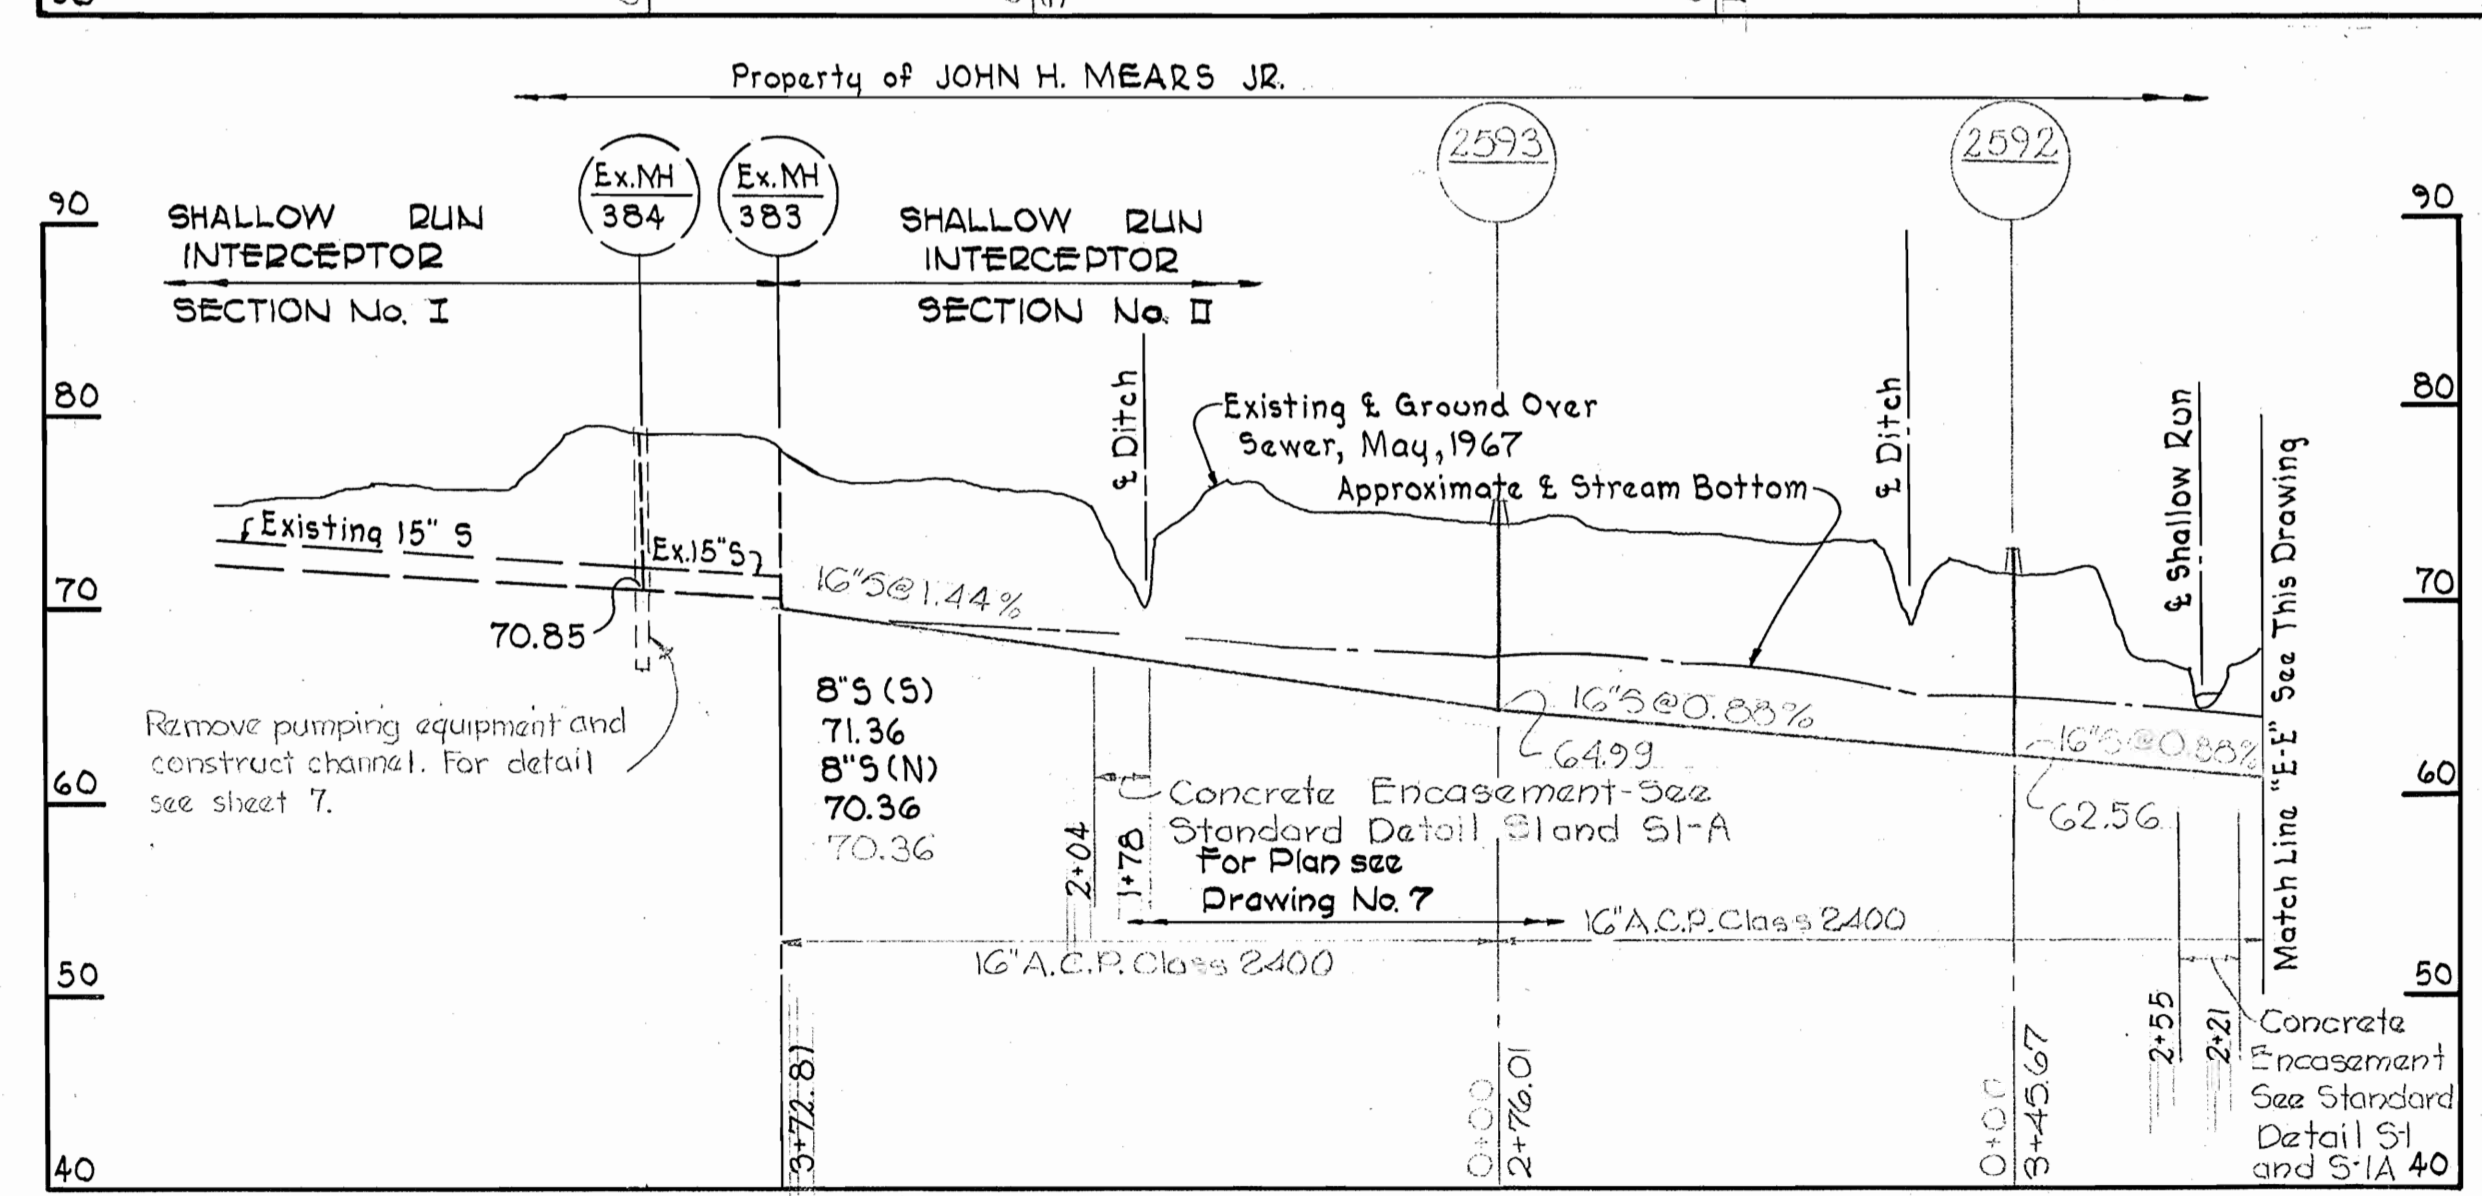 Property of JOHN H. MEARS JR.
2593
2592
Ex.MH
384
Ex.MH
383
90
90
SHALLOW RUN
INTERCEPTOR
SECTION No. I
SHALLOW RUN
INTERCEPTOR
SECTION No. II
80
80
℄ Ditch
Existing ℄ Ground Over
Sewer, May, 1967
Approximate ℄ Stream Bottom
℄ Ditch
℄ Shallow Run
Match Line "E-E" See This Drawing
Existing 15" S
Ex.15"S
70
70
16"S@1.44%
70.85
Remove pumping equipment and
construct channel. For detail
see sheet 7.
8"S (S)
71.36
8"S (N)
70.36
70.36
16"S@0.88%
64.99
16"S@0.88%
62.56
60
60
Concrete Encasement-See
Standard Detail S1 and S1-A
For Plan see
Drawing No. 7
2+04
1+78
16" A.C.P. Class 2400
16" A.C.P. Class 2400
50
50
3+72.81
0+00
2+76.01
0+00
3+45.67
2+55
2+21
Concrete
Encasement
See Standard
Detail S-1
and S-1A
40
40